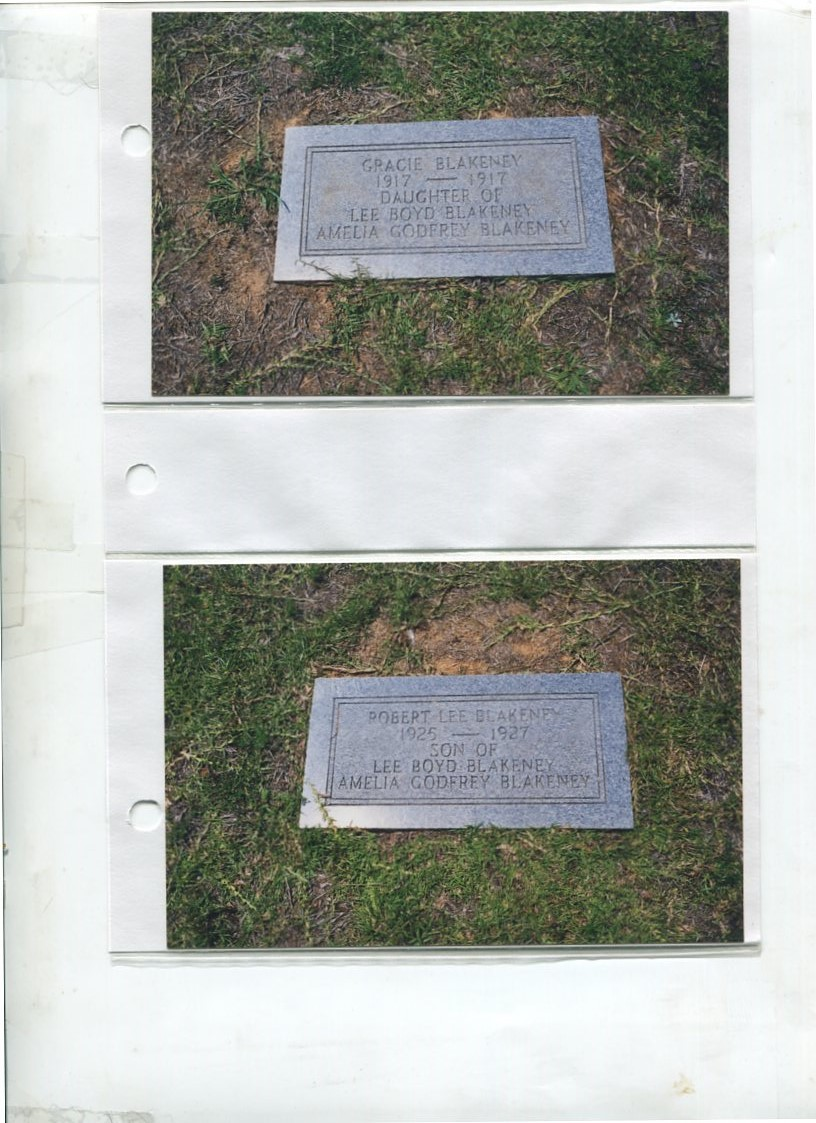 GRACIE BLAKENEY
1917 — 1917
DAUGHTER OF
LEE BOYD BLAKENEY
AMELIA GODFREY BLAKENEY
ROBERT LEE BLAKENEY
1925 — 1927
SON OF
LEE BOYD BLAKENEY
AMELIA GODFREY BLAKENEY